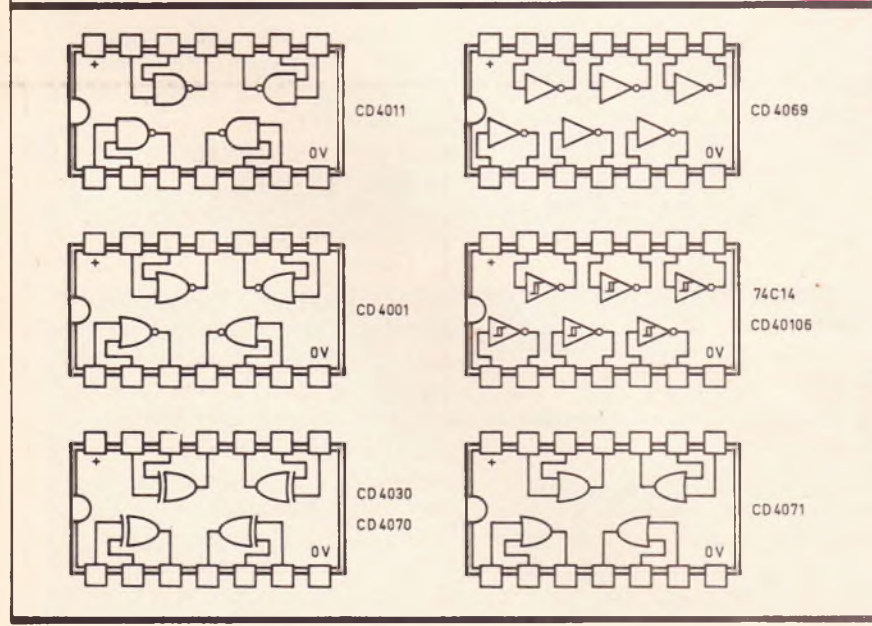 +
0V
CD4011
+
0V
CD4069
+
0V
CD4001
+
0V
74C14
CD40106
+
0V
CD4030
CD4070
+
0V
CD4071